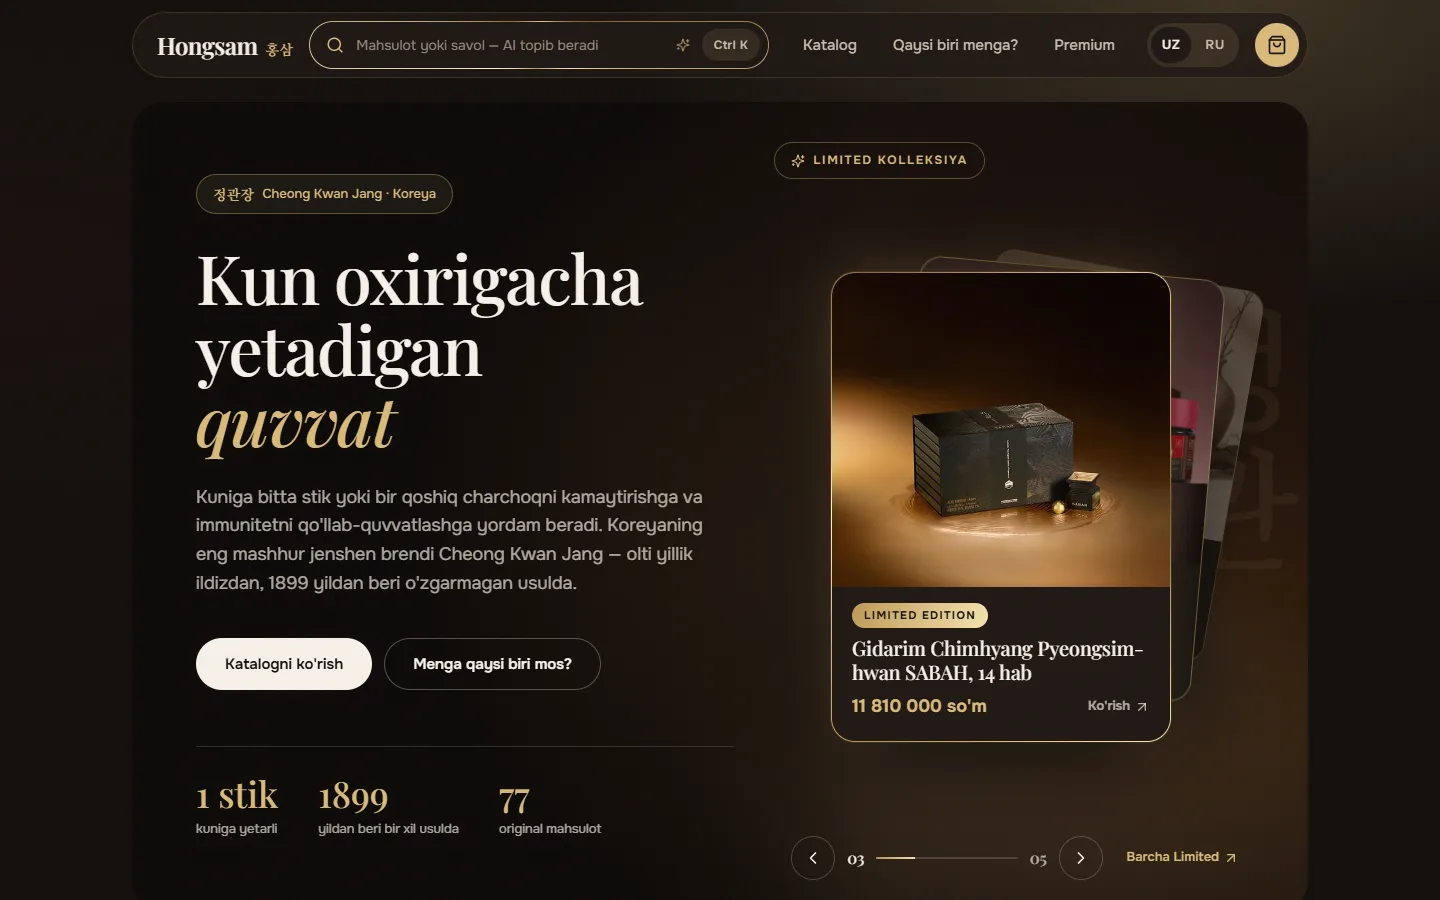 Hongsam 홍삼
Mahsulot yoki savol — AI topib beradi
Ctrl K
Katalog
Qaysi biri menga?
Premium
UZ
RU
정관장 Cheong Kwan Jang · Koreya
Kun oxirigacha
yetadigan
quvvat
Kuniga bitta stik yoki bir qoshiq charchoqni kamaytirishga va
immunitetni qo'llab-quvvatlashga yordam beradi. Koreyaning
eng mashhur jenshen brendi Cheong Kwan Jang — olti yillik
ildizdan, 1899 yildan beri o'zgarmagan usulda.
Katalogni ko'rish
Menga qaysi biri mos?
1 stik
kuniga yetarli
1899
yildan beri bir xil usulda
77
original mahsulot
LIMITED KOLLEKSIYA
LIMITED EDITION
Gidarim Chimhyang Pyeongsim-
hwan SABAH, 14 hab
11 810 000 so'm
Ko'rish
03
05
Barcha Limited